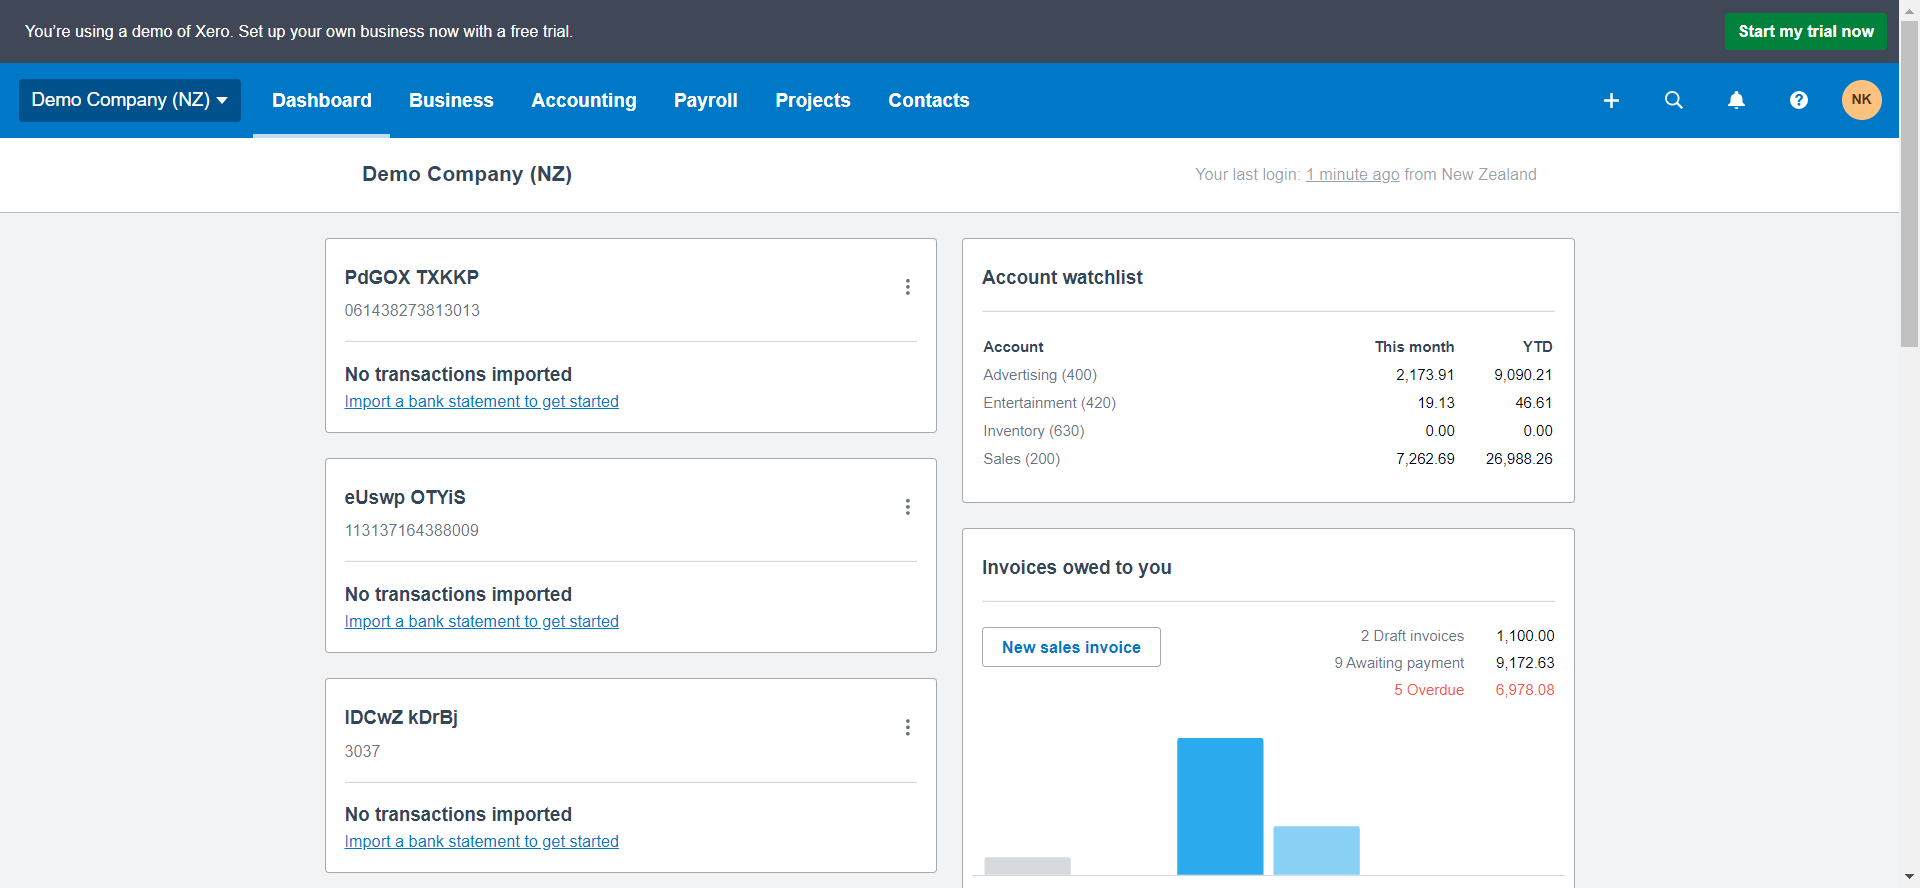 You're using a demo of Xero. Set up your own business now with a free trial.
Start my trial now
Demo Company (NZ)
Dashboard
Business
Accounting
Payroll
Projects
Contacts
NK
Demo Company (NZ)
Your last login: 1 minute ago from New Zealand
PdGOX TXKKP
061438273813013
No transactions imported
Import a bank statement to get started
eUswp OTYiS
113137164388009
No transactions imported
Import a bank statement to get started
IDCwZ kDrBj
3037
No transactions imported
Import a bank statement to get started
Account watchlist
Account This month YTD
Advertising (400) 2,173.91 9,090.21
Entertainment (420) 19.13 46.61
Inventory (630) 0.00 0.00
Sales (200) 7,262.69 26,988.26
Invoices owed to you
New sales invoice
2 Draft invoices 1,100.00
9 Awaiting payment 9,172.63
5 Overdue 6,978.08